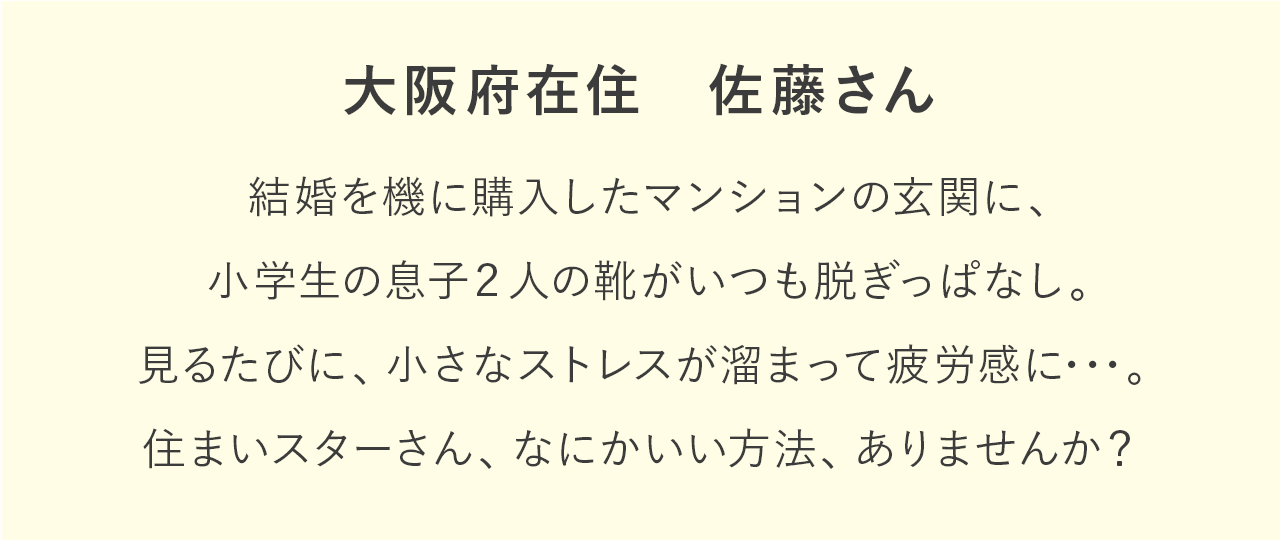 大阪府在住　佐藤さん
結婚を機に購入したマンションの玄関に、
小学生の息子２人の靴がいつも脱ぎっぱなし。
見るたびに、小さなストレスが溜まって疲労感に・・・。
住まいスターさん、なにかいい方法、ありませんか？